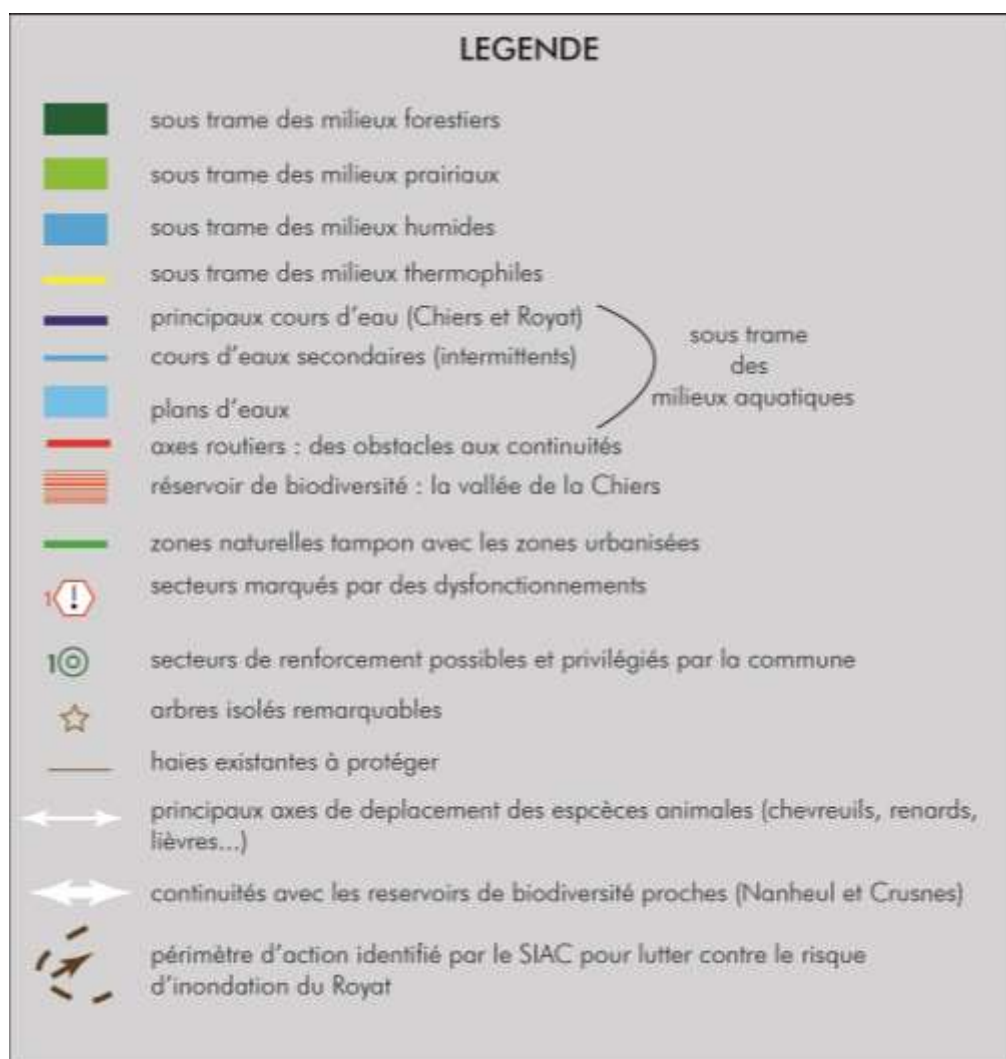 LEGENDE
sous trame des milieux forestiers
sous trame des milieux prairiaux
sous trame des milieux humides
sous trame des milieux thermophiles
principaux cours d'eau (Chiers et Royat)
cours d'eaux secondaires (intermittents)
plans d'eaux
sous trame
des
milieux aquatiques
axes routiers : des obstacles aux continuités
réservoir de biodiversité : la vallée de la Chiers
zones naturelles tampon avec les zones urbanisées
1 ! secteurs marqués par des dysfonctionnements
1 secteurs de renforcement possibles et privilégiés par la commune
arbres isolés remarquables
haies existantes à protéger
principaux axes de deplacement des espcèces animales (chevreuils, renards,
lièvres...)
continuités avec les reservoirs de biodiversité proches (Nanheul et Crusnes)
périmètre d'action identifié par le SIAC pour lutter contre le risque
d'inondation du Royat